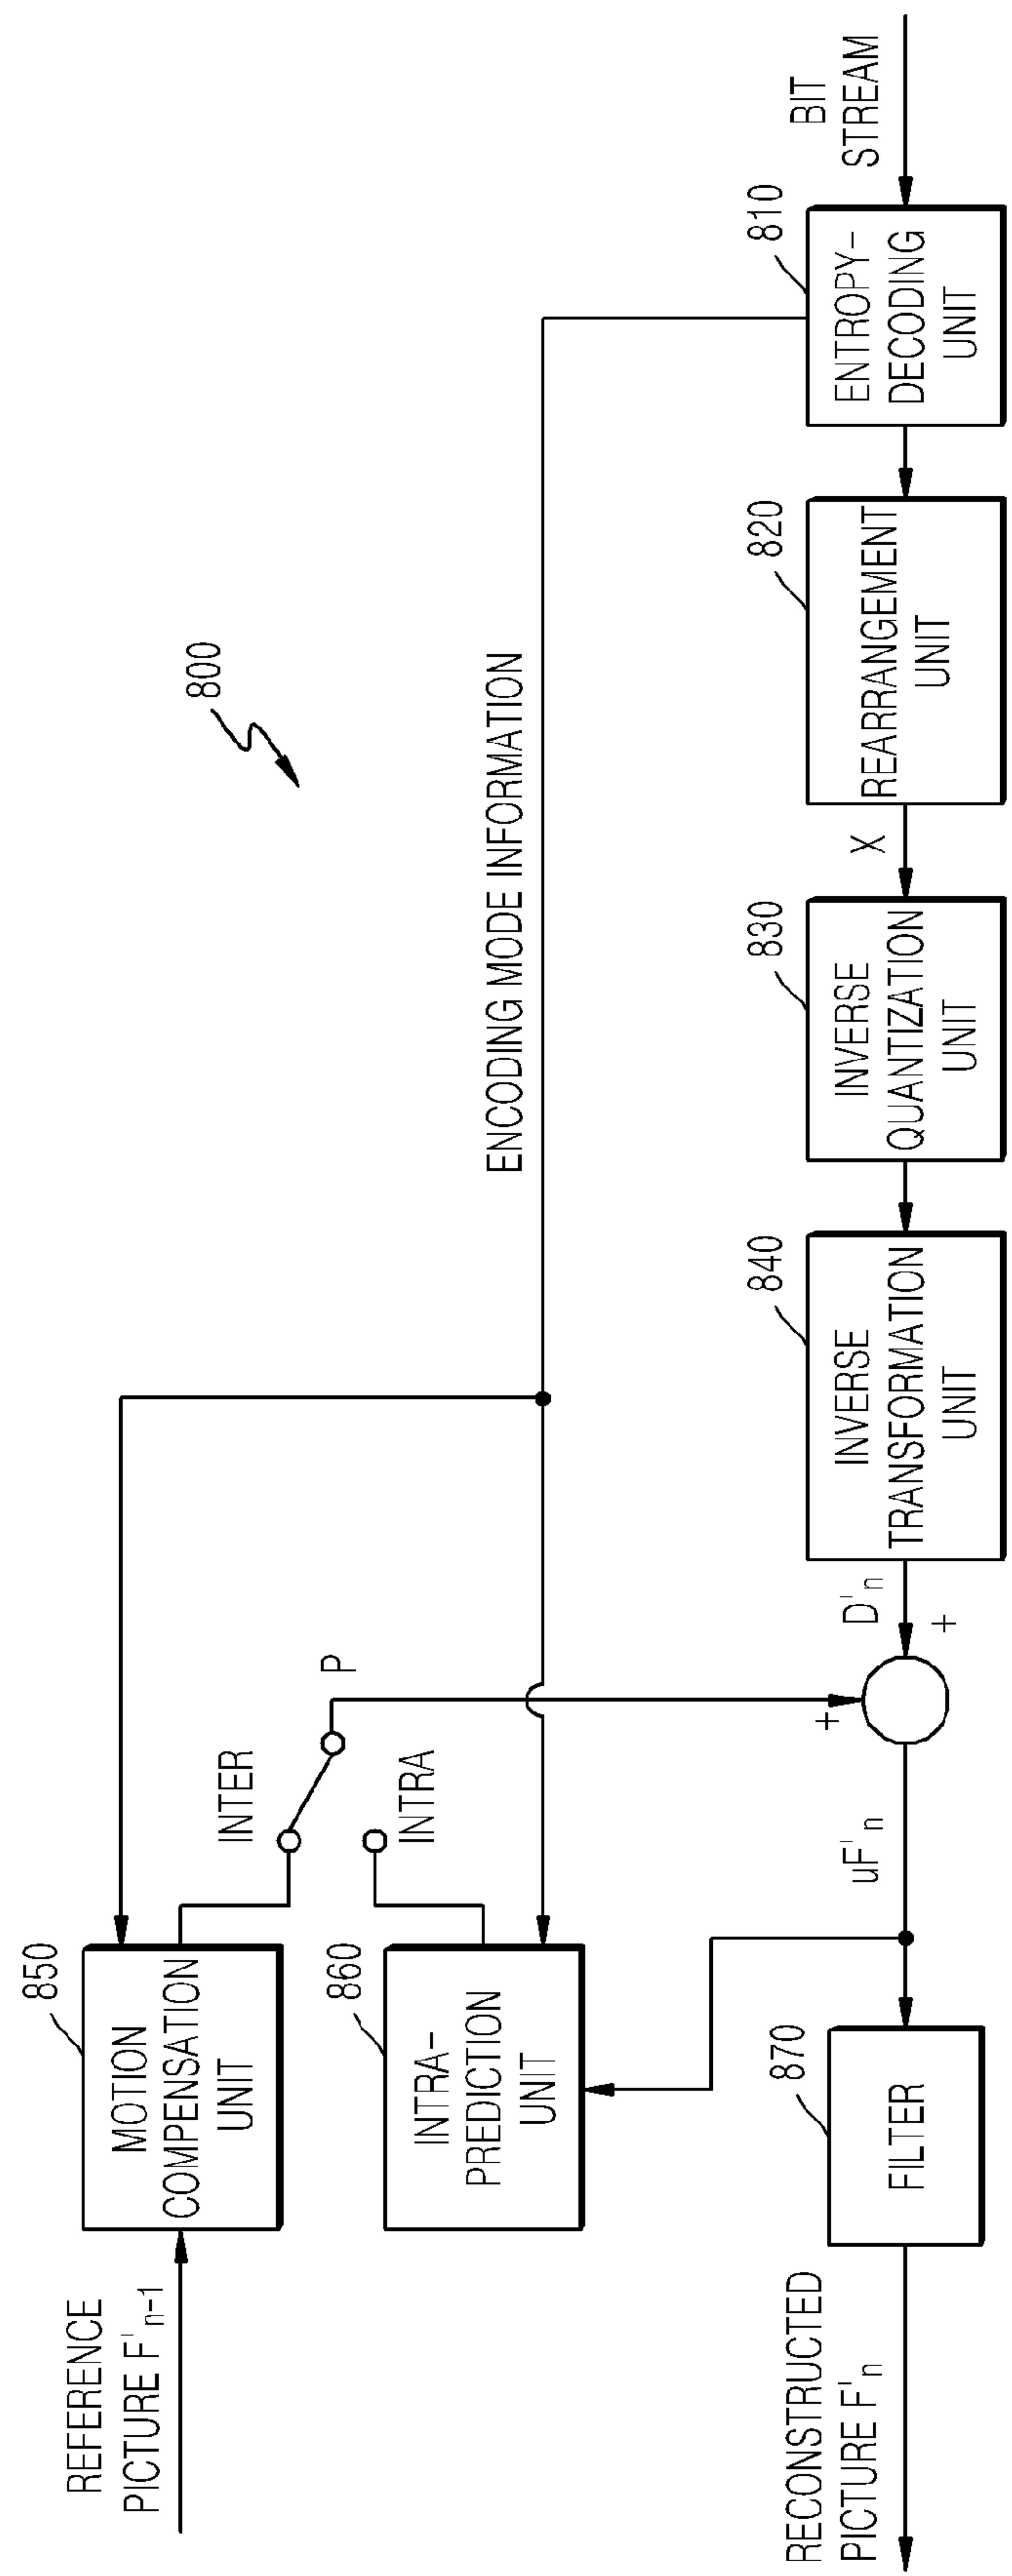 800
REFERENCE
PICTURE F'n-1
850
MOTION
COMPENSATION
UNIT
INTER
P
860
INTRA-
PREDICTION
UNIT
INTRA
ENCODING MODE INFORMATION
RECONSTRUCTED
PICTURE F'n
870
FILTER
uF'n
+
+
D'n
840
INVERSE
TRANSFORMATION
UNIT
830
INVERSE
QUANTIZATION
UNIT
X
820
REARRANGEMENT
UNIT
810
ENTROPY-
DECODING
UNIT
BIT
STREAM